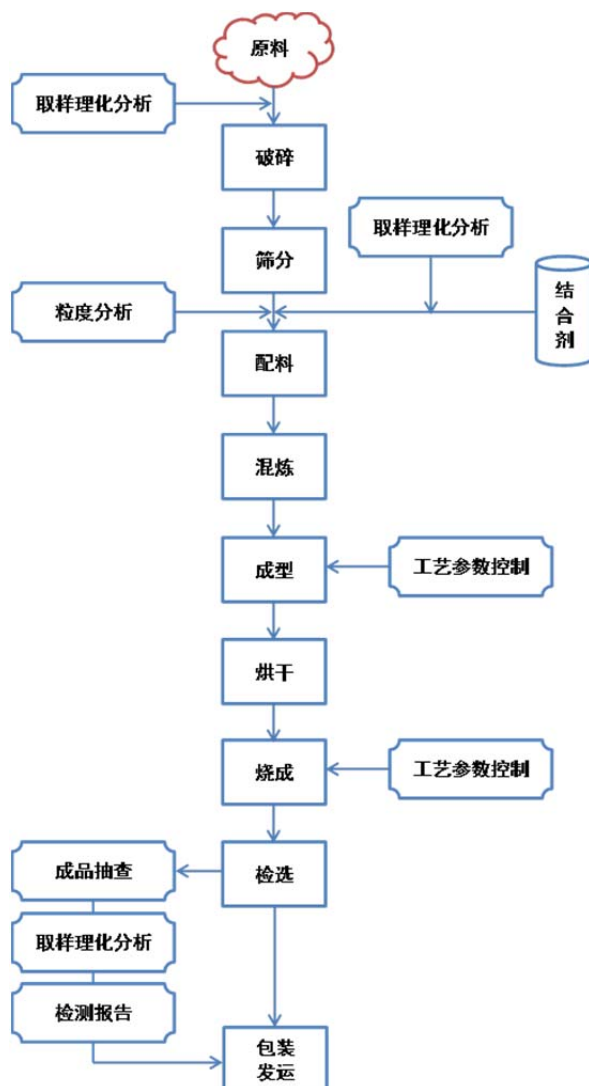 原料
取样理化分析
破碎
取样理化分析
筛分
结
合
剂
粒度分析
配料
混炼
成型
工艺参数控制
烘干
烧成
工艺参数控制
成品抽查
检选
取样理化分析
检测报告
包装
发运